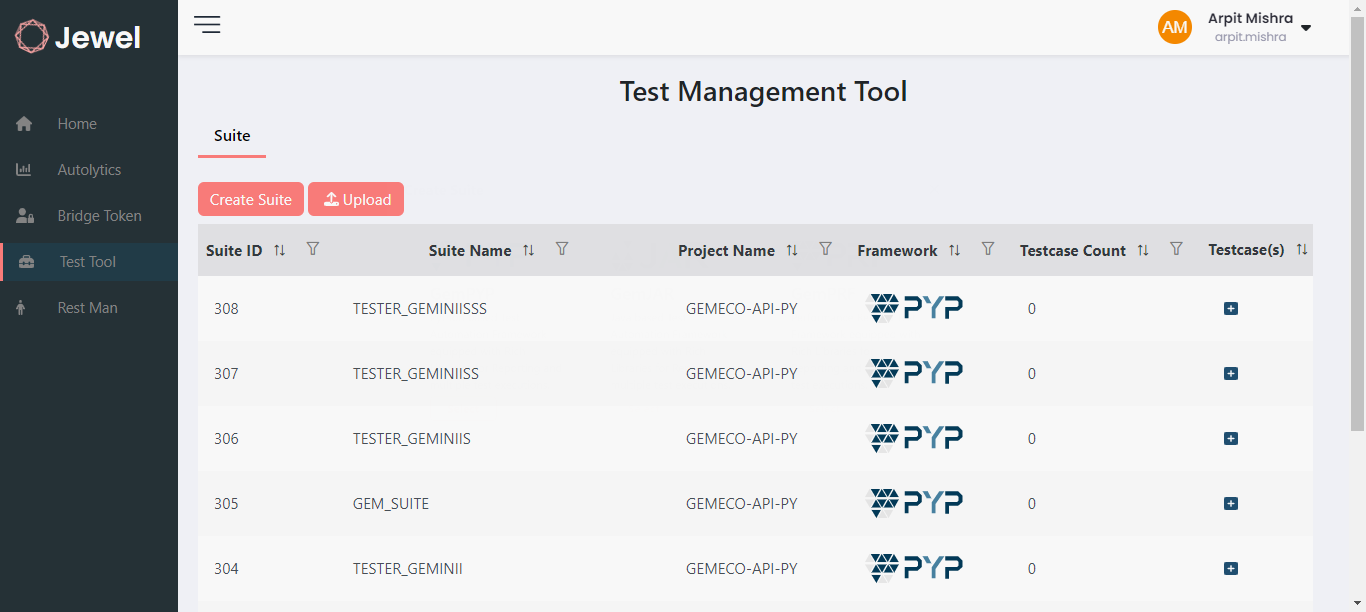 Jewel
AM
Arpit Mishra
arpit.mishra
Home
Autolytics
Bridge Token
Test Tool
Rest Man
Test Management Tool
Suite
Create Suite Upload
Suite ID Suite Name Project Name Framework Testcase Count Testcase(s)
308 TESTER_GEMINIISSS GEMECO-API-PY PYP 0
307 TESTER_GEMINIISS GEMECO-API-PY PYP 0
306 TESTER_GEMINIIS GEMECO-API-PY PYP 0
305 GEM_SUITE GEMECO-API-PY PYP 0
304 TESTER_GEMINII GEMECO-API-PY PYP 0